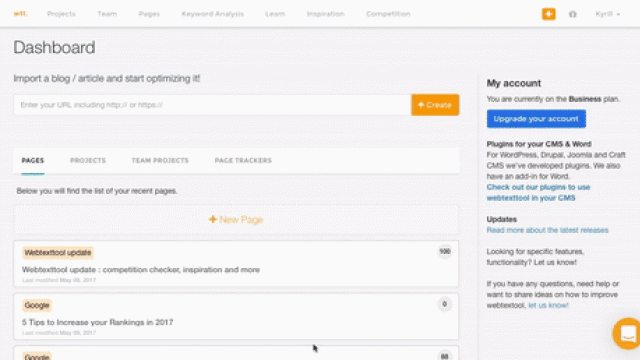 wtt.
Projects
Team
Pages
Keyword Analysis
Learn
Inspiration
Competition
Kyrill
Dashboard
Import a blog / article and start optimizing it!
Enter your URL including http:// or https://
+ Create
PAGES
PROJECTS
TEAM PROJECTS
PAGE TRACKERS
Below you will find the list of your recent pages.
+ New Page
Webtexttool update
100
Webtexttool update : competition checker, inspiration and more
Last modified May 09, 2017
Google
0
5 Tips to Increase your Rankings in 2017
Last modified May 09, 2017
Google
88
My account
You are currently on the Business plan.
Upgrade your account
Plugins for your CMS & Word
For WordPress, Drupal, Joomla and Craft
CMS we've developed plugins. We also
have an add-in for Word.
Check out our plugins to use
webtexttool in your CMS
Updates
Read more about the latest releases
Looking for specific features,
functionality? Let us know!
If you have any questions, need help or
want to share ideas on how to improve
webtexttool, let us know!